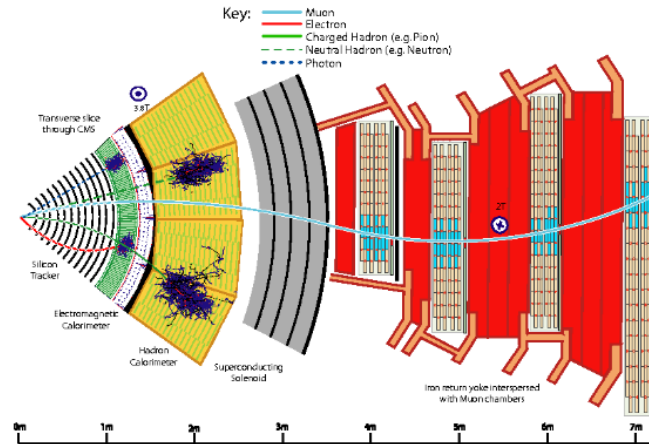 Key:
Muon
Electron
Charged Hadron (e.g. Pion)
Neutral Hadron (e.g. Neutron)
Photon
3.8T
Transverse slice
through CMS
2T
Silicon
Tracker
Electromagnetic
Calorimeter
Hadron
Calorimeter
Superconducting
Solenoid
Iron return yoke interspersed
with Muon chambers
0m 1m 2m 3m 4m 5m 6m 7m